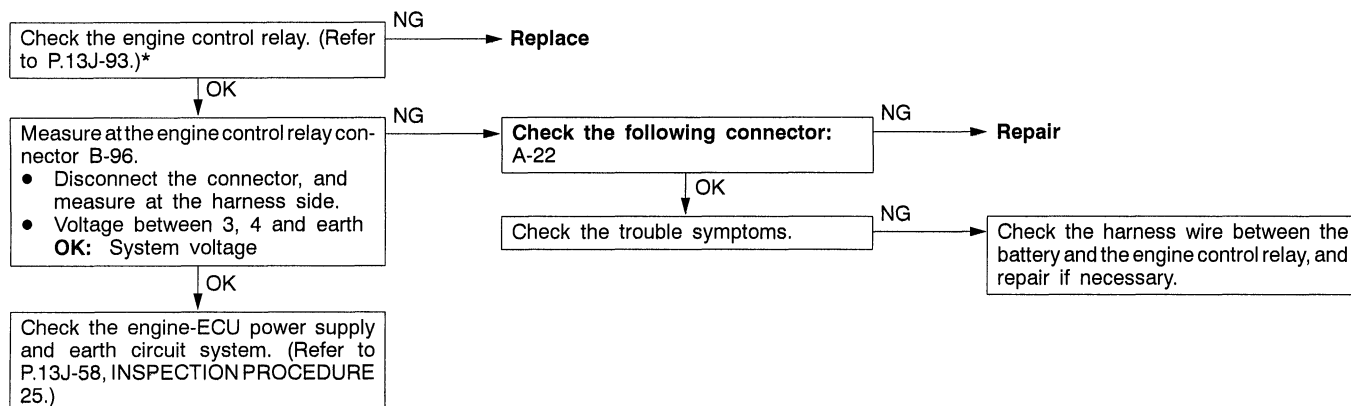 Check the engine control relay. (Refer
to P.13J-93.)*
NG
Replace
OK
Measure at the engine control relay con-
nector B-96.
● Disconnect the connector, and
measure at the harness side.
● Voltage between 3, 4 and earth
OK: System voltage
NG
Check the following connector:
A-22
NG
Repair
OK
Check the trouble symptoms.
NG
Check the harness wire between the
battery and the engine control relay, and
repair if necessary.
OK
Check the engine-ECU power supply
and earth circuit system. (Refer to
P.13J-58, INSPECTION PROCEDURE
25.)